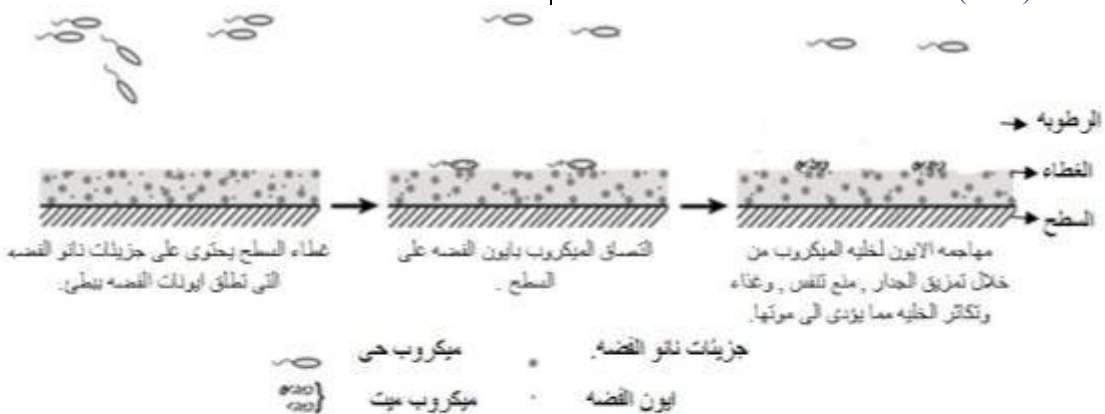 الرطوبه
الغطاء
السطح
غطاء السطح يحتوى على جزيئات نانو الفضه
التى تطلق ايونات الفضه ببطئ.
التصاق الميكروب بايون الفضه على
السطح .
مهاجمه الايون لخليه الميكروب من
خلال تمزيق الجدار , منع تنفس , وغذاء
وتكاثر الخليه مما يؤدى الى موتها.
جزيئات نانو الفضه.
ميكروب حى
ايون الفضه
ميكروب ميت